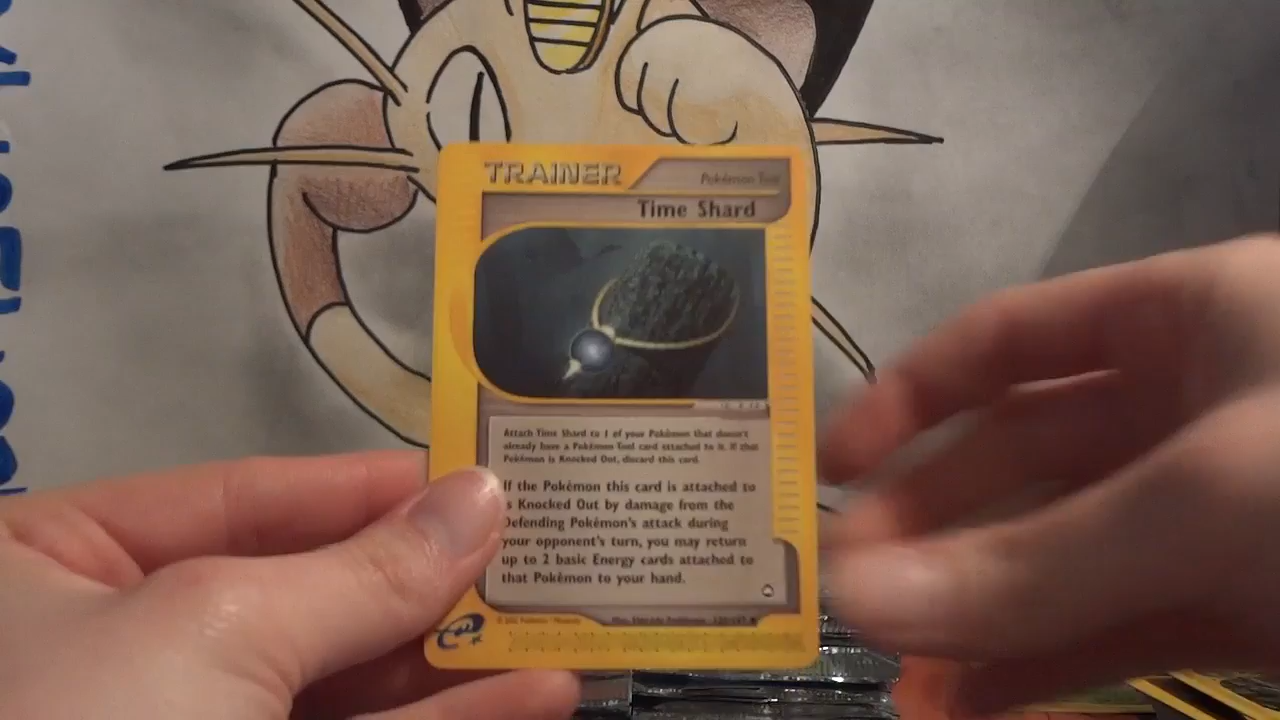 TRAINER
Pokémon Tool
Time Shard
Attach Time Shard to 1 of your Pokémon that doesn't
already have a Pokémon Tool card attached to it. If that
Pokémon is Knocked Out, discard this card.
If the Pokémon this card is attached to
is Knocked Out by damage from the
Defending Pokémon's attack during
your opponent's turn, you may return
up to 2 basic Energy cards attached to
that Pokémon to your hand.